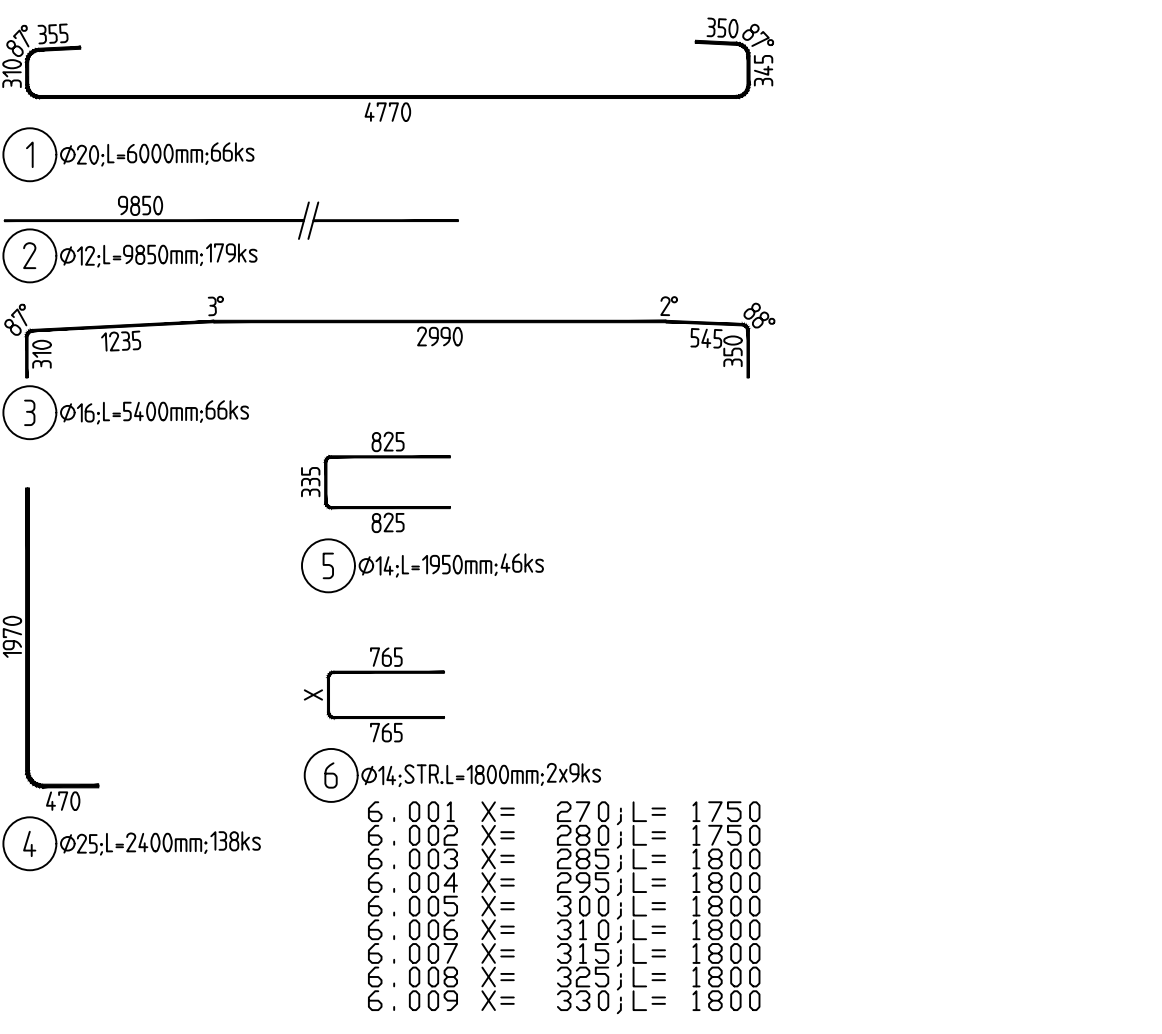 87° 355
350 87°
310
345
4770
1 Ø20;L=6000mm;66ks
9850
2 Ø12;L=9850mm;179ks
87°
3°
2°
88°
310
1235
2990
545
350
3 Ø16;L=5400mm;66ks
825
335
825
5 Ø14;L=1950mm;46ks
1970
470
4 Ø25;L=2400mm;138ks
765
X
765
6 Ø14;STR.L=1800mm;2x9ks
6.001 X= 270;L= 1750
6.002 X= 280;L= 1750
6.003 X= 285;L= 1800
6.004 X= 295;L= 1800
6.005 X= 300;L= 1800
6.006 X= 310;L= 1800
6.007 X= 315;L= 1800
6.008 X= 325;L= 1800
6.009 X= 330;L= 1800